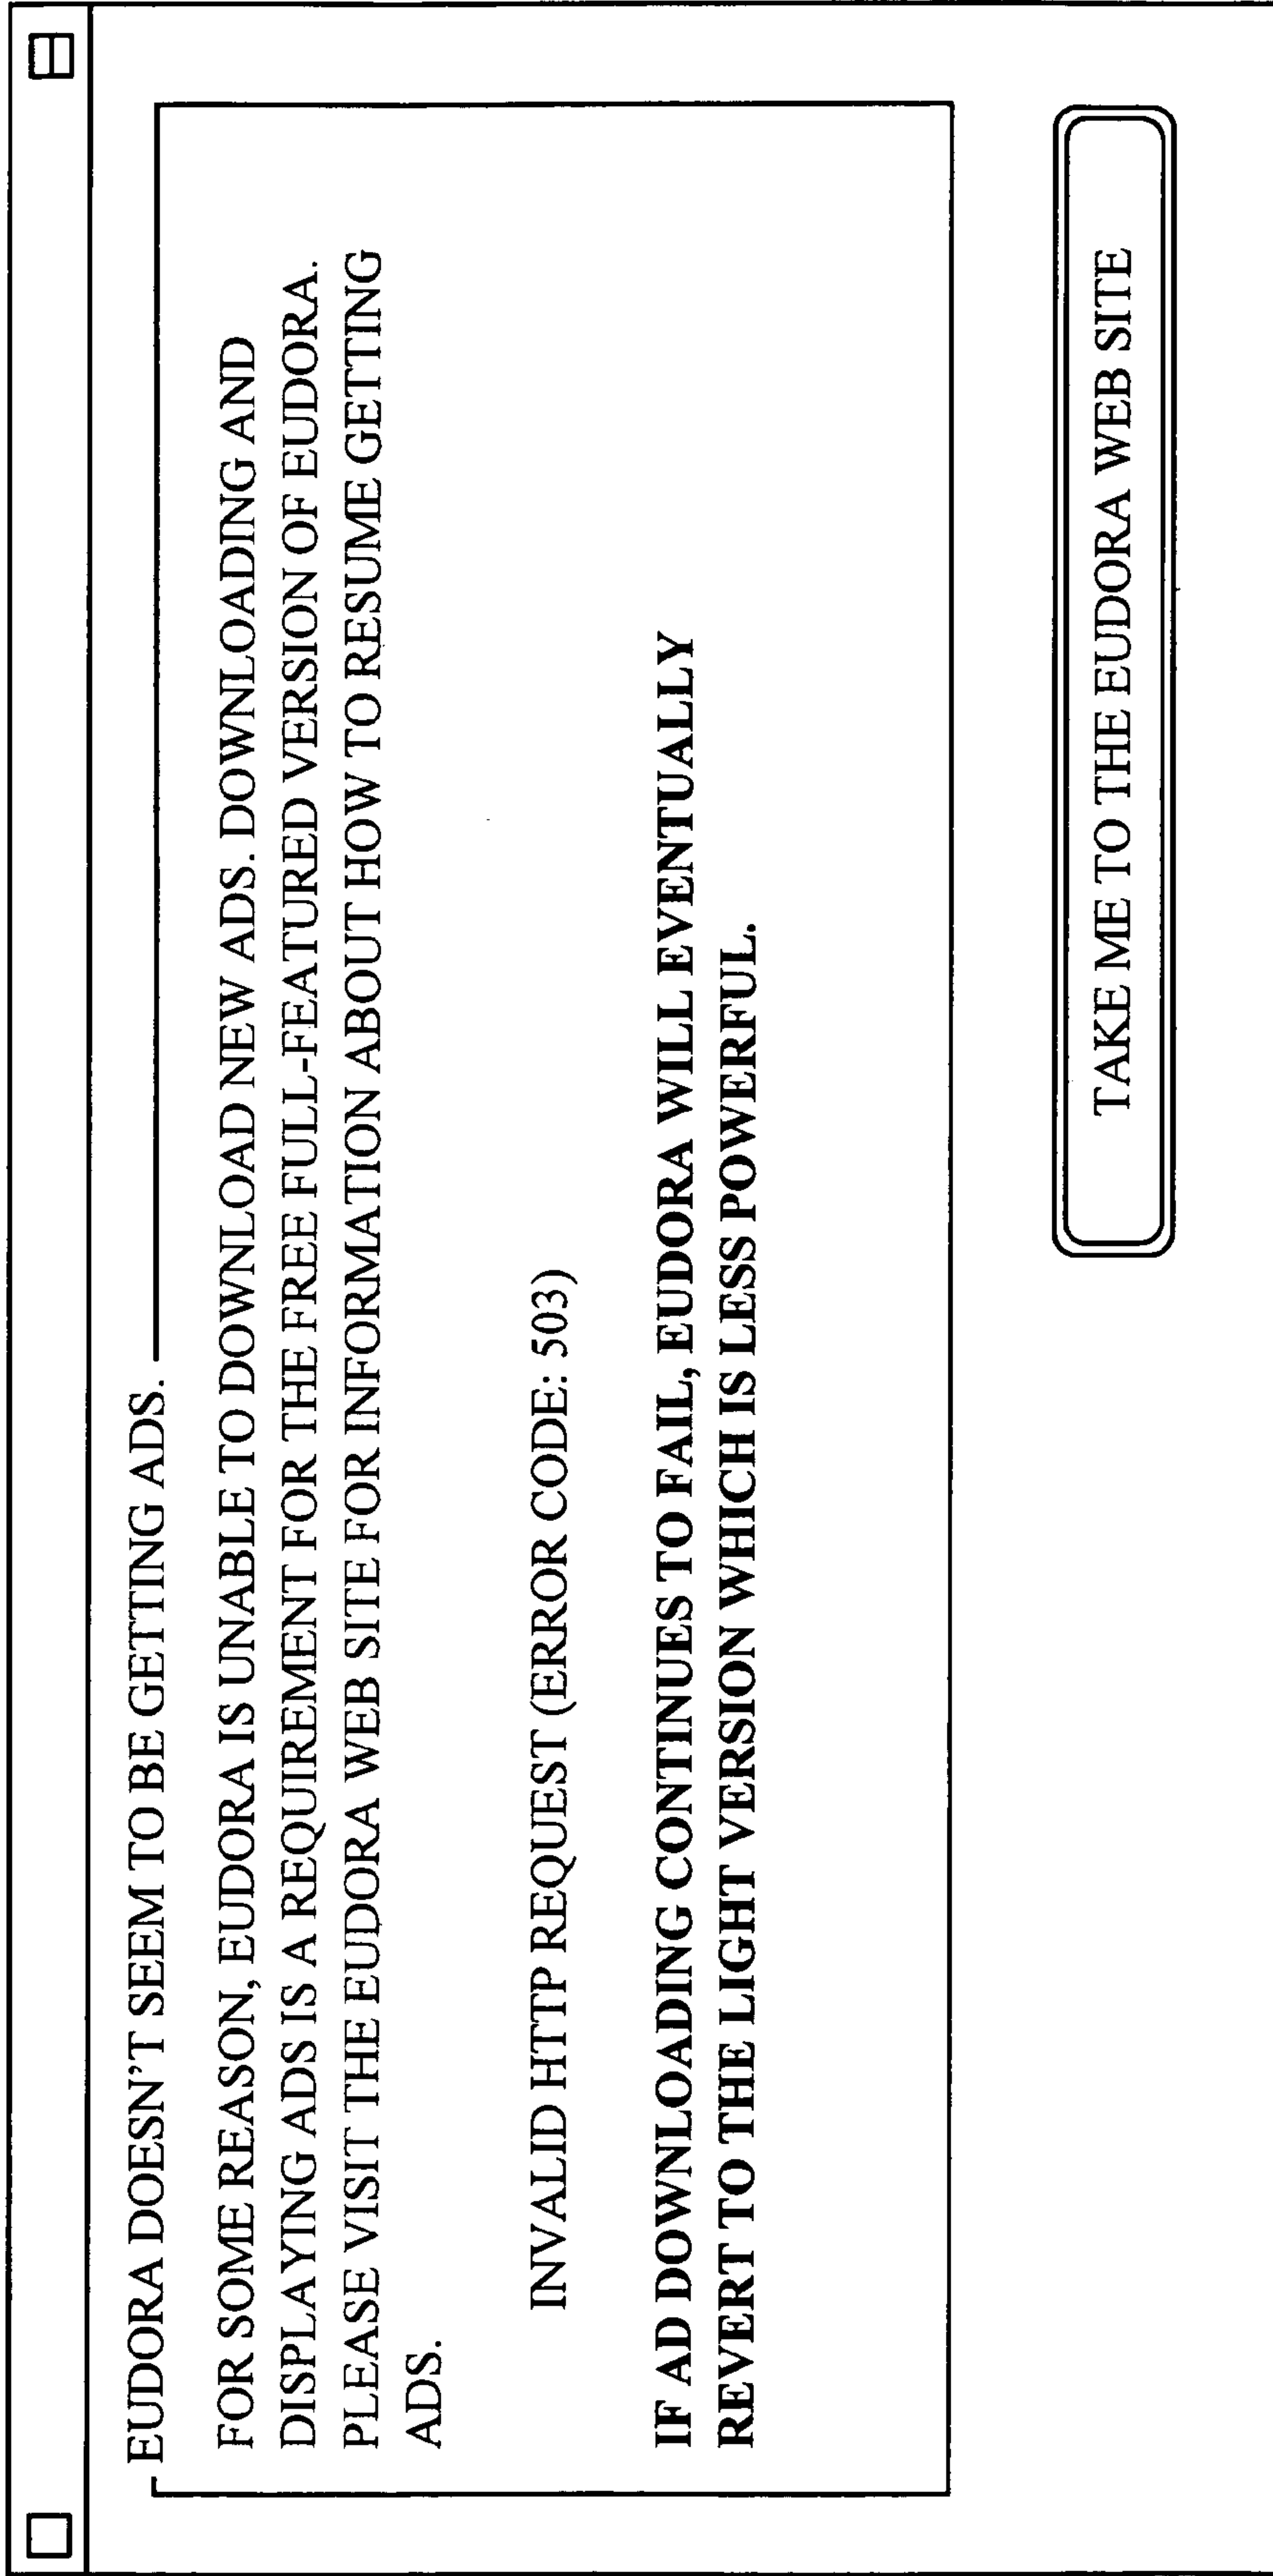 EUDORA DOESN'T SEEM TO BE GETTING ADS.
FOR SOME REASON, EUDORA IS UNABLE TO DOWNLOAD NEW ADS. DOWNLOADING AND
DISPLAYING ADS IS A REQUIREMENT FOR THE FREE FULL-FEATURED VERSION OF EUDORA.
PLEASE VISIT THE EUDORA WEB SITE FOR INFORMATION ABOUT HOW TO RESUME GETTING
ADS.
INVALID HTTP REQUEST (ERROR CODE: 503)
IF AD DOWNLOADING CONTINUES TO FAIL, EUDORA WILL EVENTUALLY
REVERT TO THE LIGHT VERSION WHICH IS LESS POWERFUL.
TAKE ME TO THE EUDORA WEB SITE